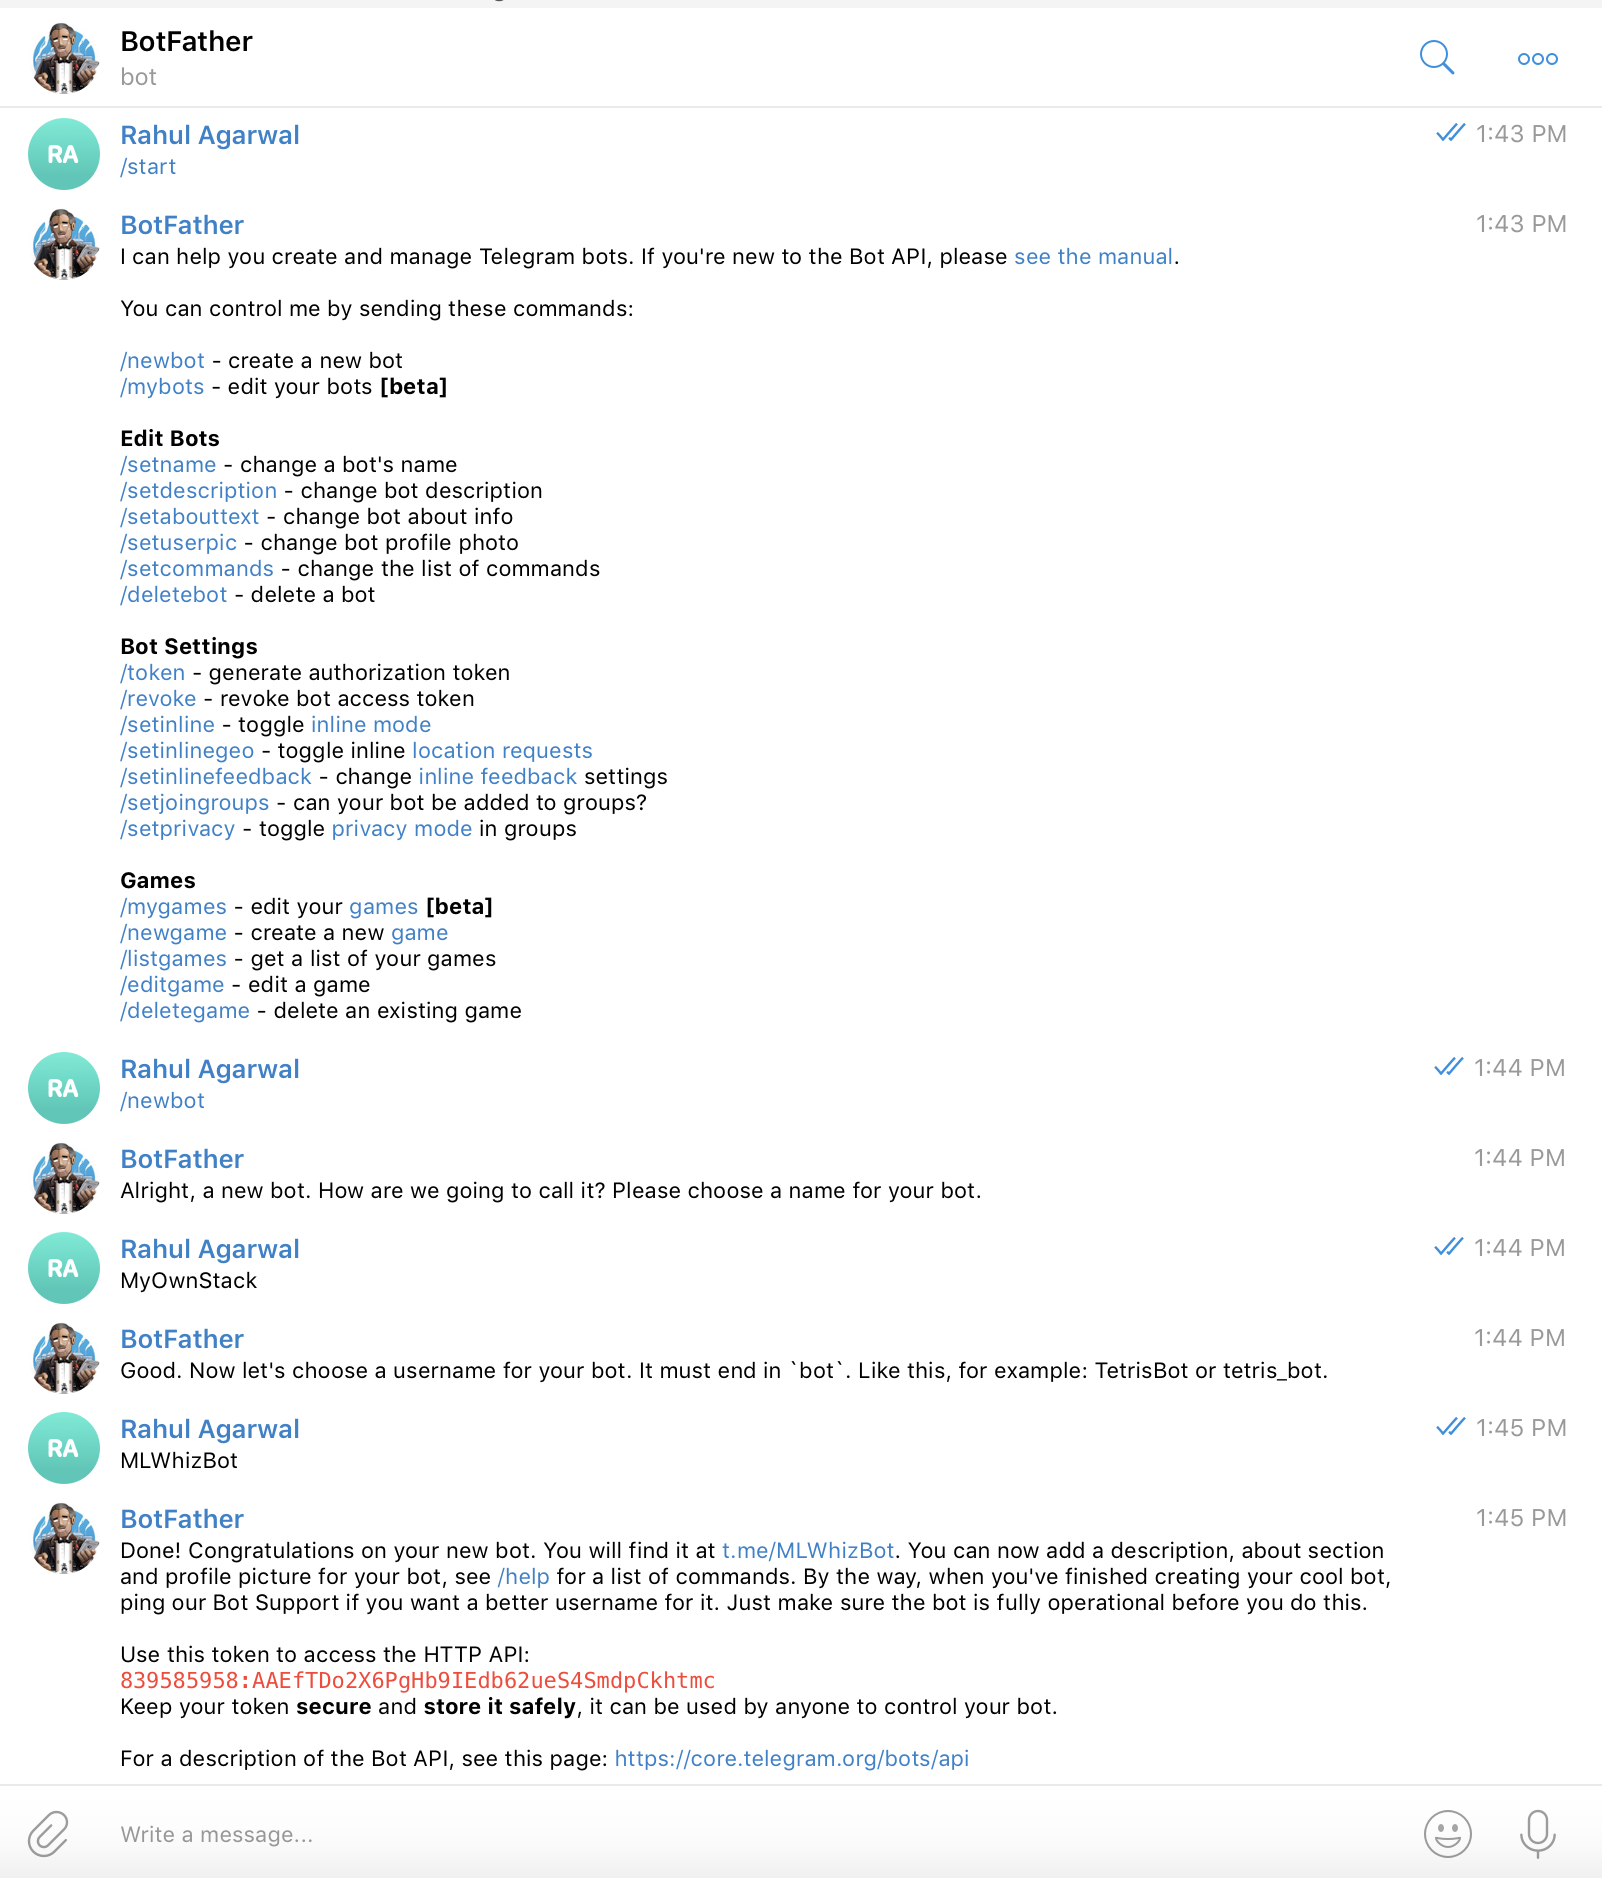 BotFather
bot
RA
Rahul Agarwal
1:43 PM
/start
BotFather
1:43 PM
I can help you create and manage Telegram bots. If you're new to the Bot API, please see the manual.
You can control me by sending these commands:
/newbot - create a new bot
/mybots - edit your bots [beta]
Edit Bots
/setname - change a bot's name
/setdescription - change bot description
/setabouttext - change bot about info
/setuserpic - change bot profile photo
/setcommands - change the list of commands
/deletebot - delete a bot
Bot Settings
/token - generate authorization token
/revoke - revoke bot access token
/setinline - toggle inline mode
/setinlinegeo - toggle inline location requests
/setinlinefeedback - change inline feedback settings
/setjoingroups - can your bot be added to groups?
/setprivacy - toggle privacy mode in groups
Games
/mygames - edit your games [beta]
/newgame - create a new game
/listgames - get a list of your games
/editgame - edit a game
/deletegame - delete an existing game
RA
Rahul Agarwal
1:44 PM
/newbot
BotFather
1:44 PM
Alright, a new bot. How are we going to call it? Please choose a name for your bot.
RA
Rahul Agarwal
1:44 PM
MyOwnStack
BotFather
1:44 PM
Good. Now let's choose a username for your bot. It must end in `bot`. Like this, for example: TetrisBot or tetris_bot.
RA
Rahul Agarwal
1:45 PM
MLWhizBot
BotFather
1:45 PM
Done! Congratulations on your new bot. You will find it at t.me/MLWhizBot. You can now add a description, about section
and profile picture for your bot, see /help for a list of commands. By the way, when you've finished creating your cool bot,
ping our Bot Support if you want a better username for it. Just make sure the bot is fully operational before you do this.
Use this token to access the HTTP API:
839585958:AAEfTDo2X6PgHb9IEdb62ueS4SmdpCkhtmc
Keep your token secure and store it safely, it can be used by anyone to control your bot.
For a description of the Bot API, see this page: https://core.telegram.org/bots/api
Write a message...